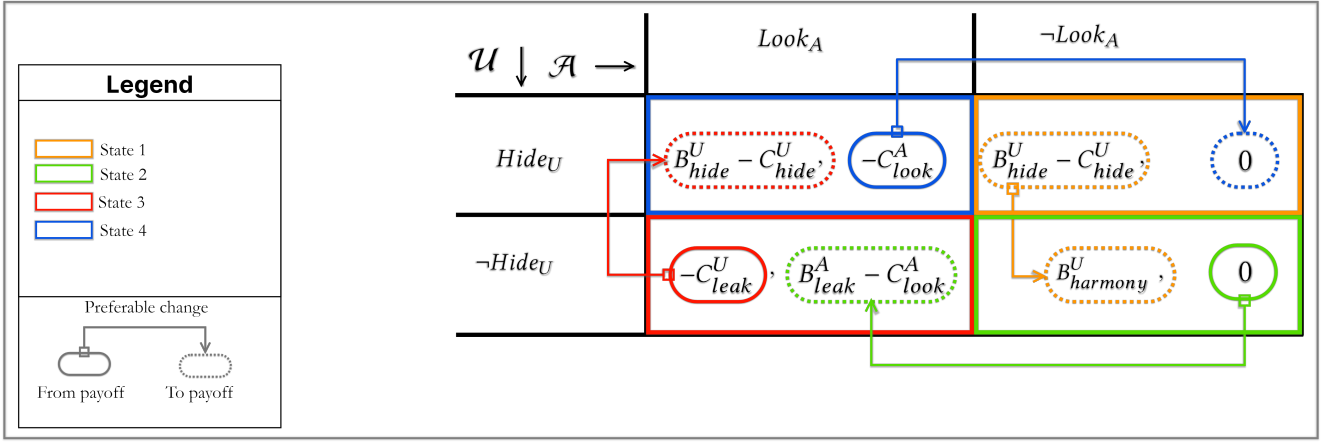 Legend
State 1
State 2
State 3
State 4
Preferable change
From payoff To payoff
𝒰 ↓ 𝒜 →
Look_A ¬Look_A
Hide_U B^U_hide − C^U_hide, −C^A_look B^U_hide − C^U_hide, 0
¬Hide_U −C^U_leak, B^A_leak − C^A_look B^U_harmony, 0